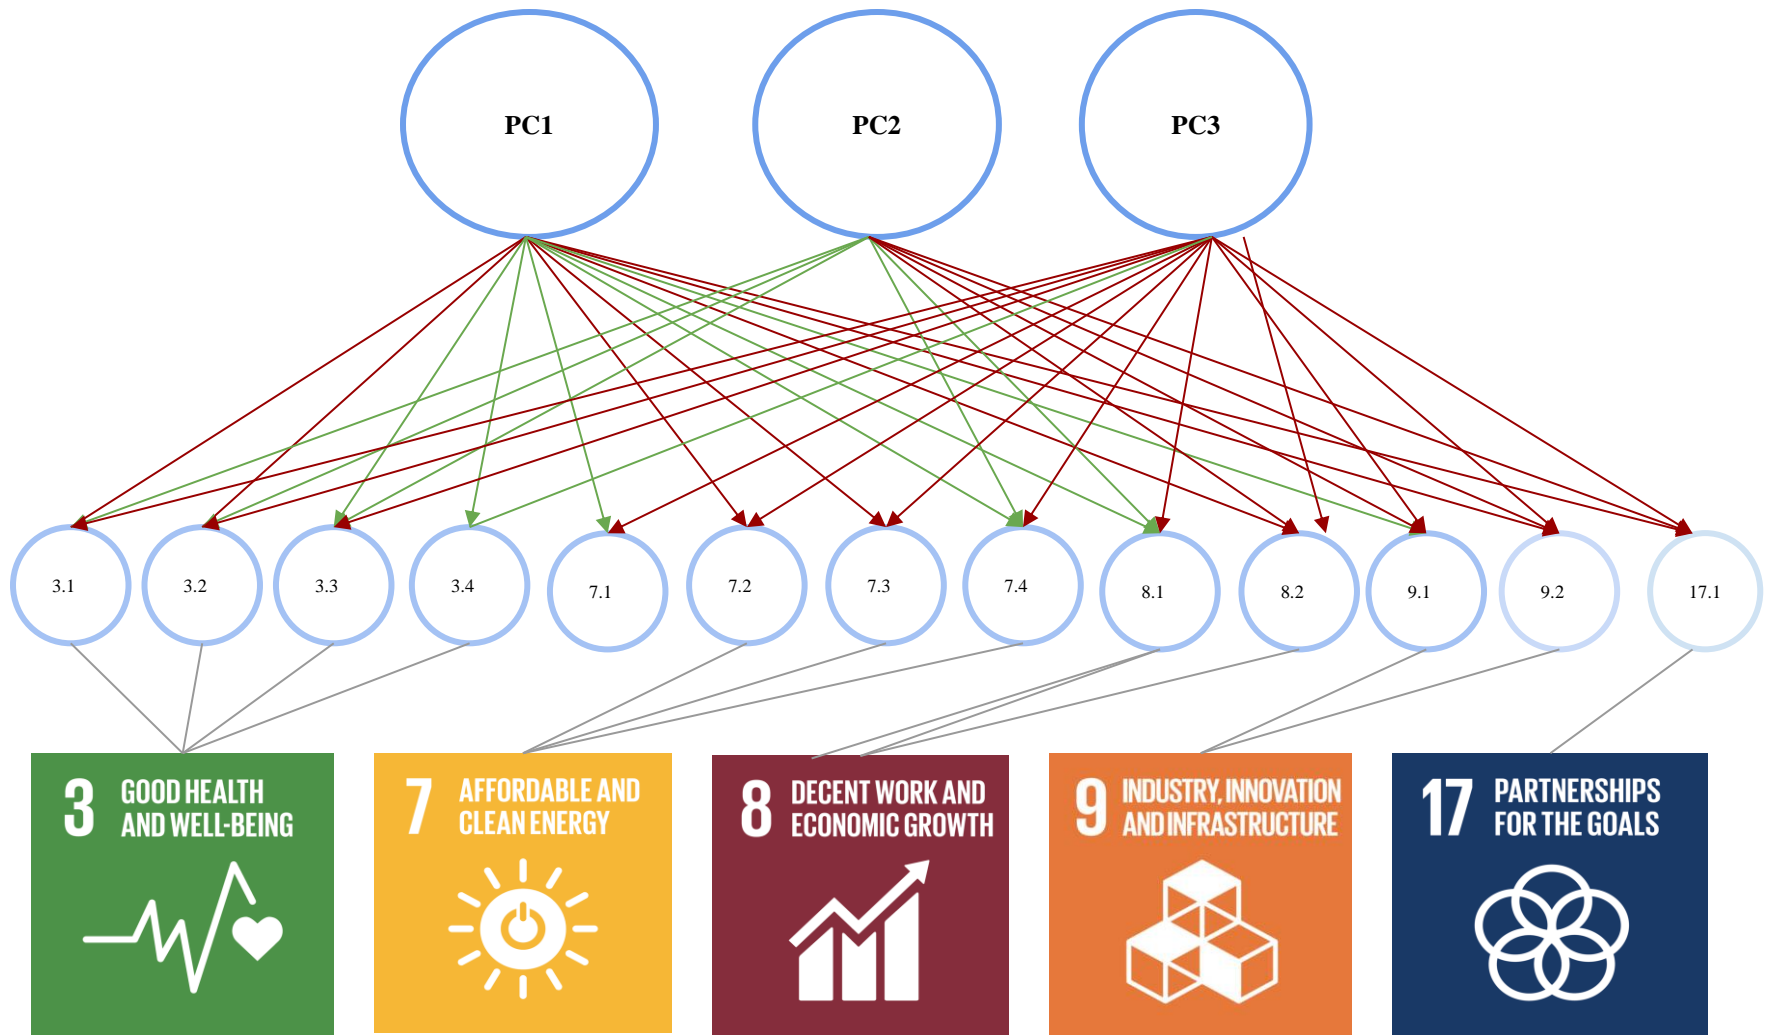 PC1
PC2
PC3
3.1
3.2
3.3
3.4
7.1
7.2
7.3
7.4
8.1
8.2
9.1
9.2
17.1
3 GOOD HEALTH
AND WELL-BEING
7 AFFORDABLE AND
CLEAN ENERGY
8 DECENT WORK AND
ECONOMIC GROWTH
9 INDUSTRY, INNOVATION
AND INFRASTRUCTURE
17 PARTNERSHIPS
FOR THE GOALS